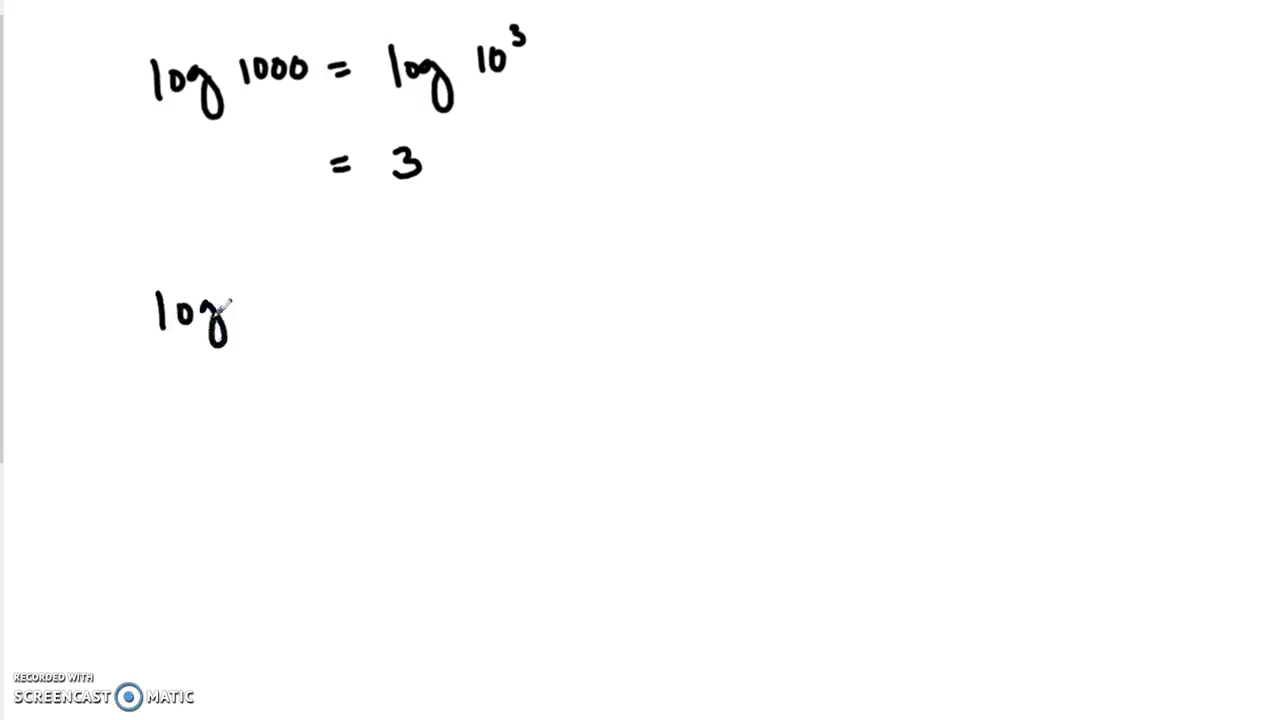 log 1000 = log 10³
= 3
log
RECORDED WITH
SCREENCAST MATIC